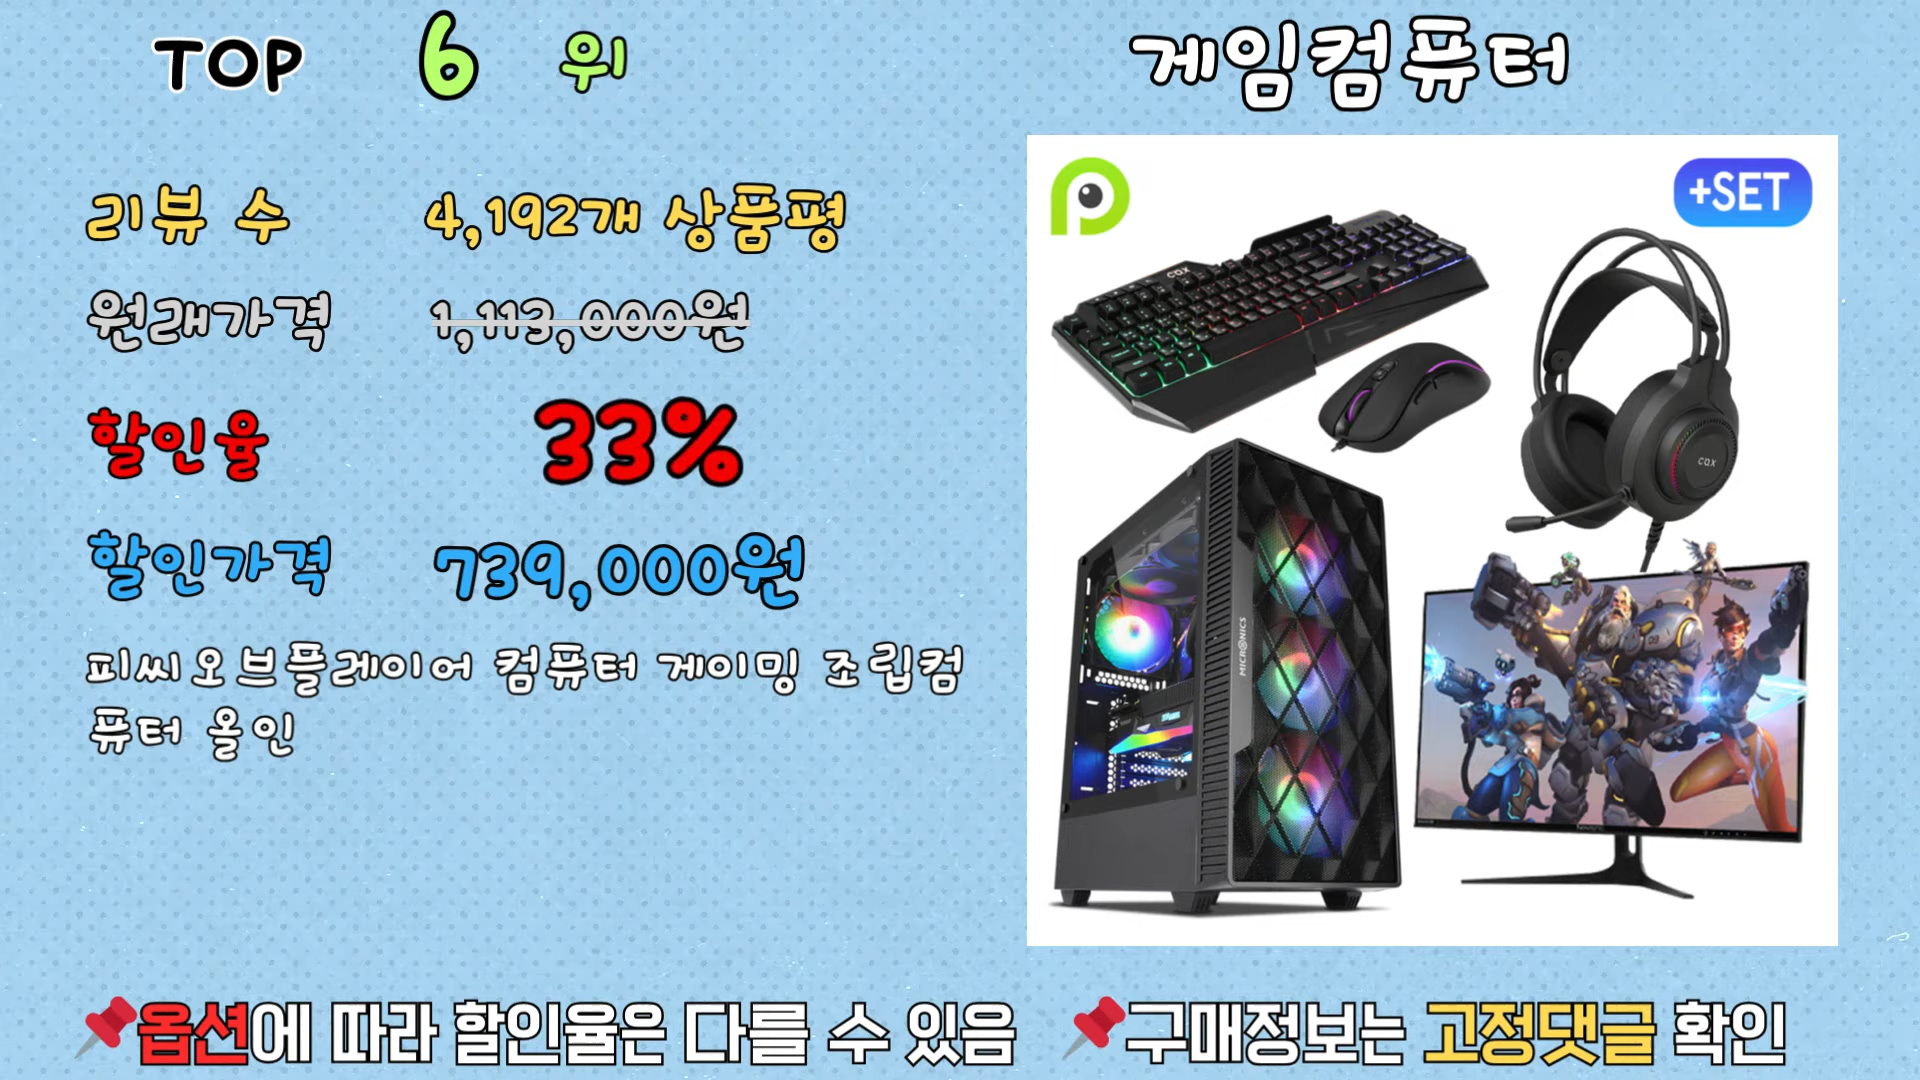 TOP 6 위
게임컴퓨터
리뷰 수 4,192개 상품평
원래가격 1,113,000원
할인율 33%
할인가격 739,000원
피씨오브플레이어 컴퓨터 게이밍 조립컴
퓨터 올인
+SET
COX
COX
MICRONICS
옵션에 따라 할인율은 다를 수 있음
구매정보는 고정댓글 확인